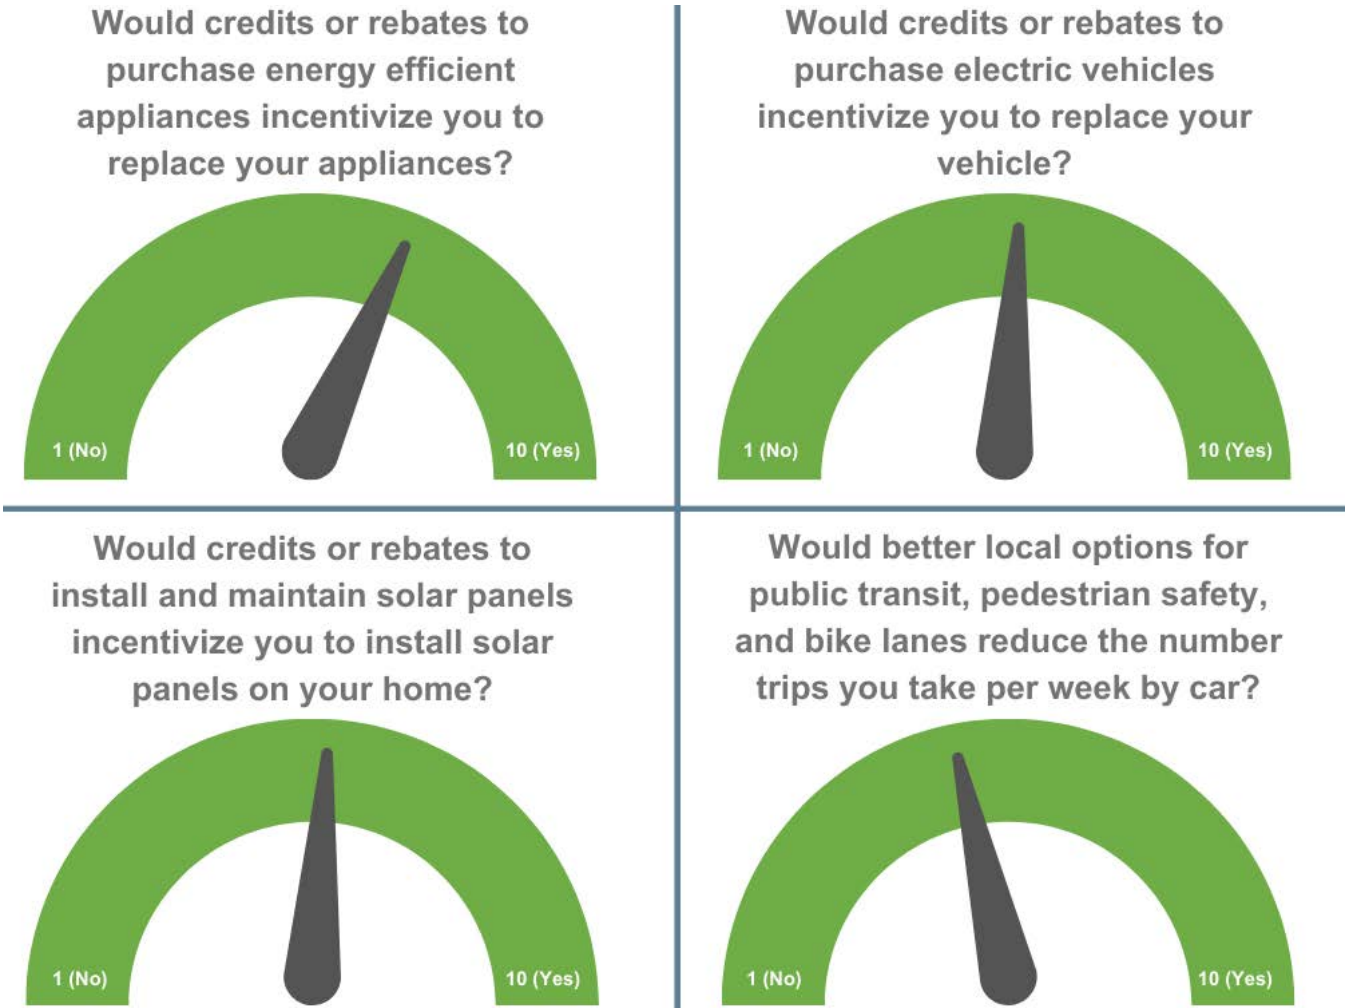 Would credits or rebates to
purchase energy efficient
appliances incentivize you to
replace your appliances?
1 (No)
10 (Yes)
Would credits or rebates to
purchase electric vehicles
incentivize you to replace your
vehicle?
1 (No)
10 (Yes)
Would credits or rebates to
install and maintain solar panels
incentivize you to install solar
panels on your home?
1 (No)
10 (Yes)
Would better local options for
public transit, pedestrian safety,
and bike lanes reduce the number
trips you take per week by car?
1 (No)
10 (Yes)